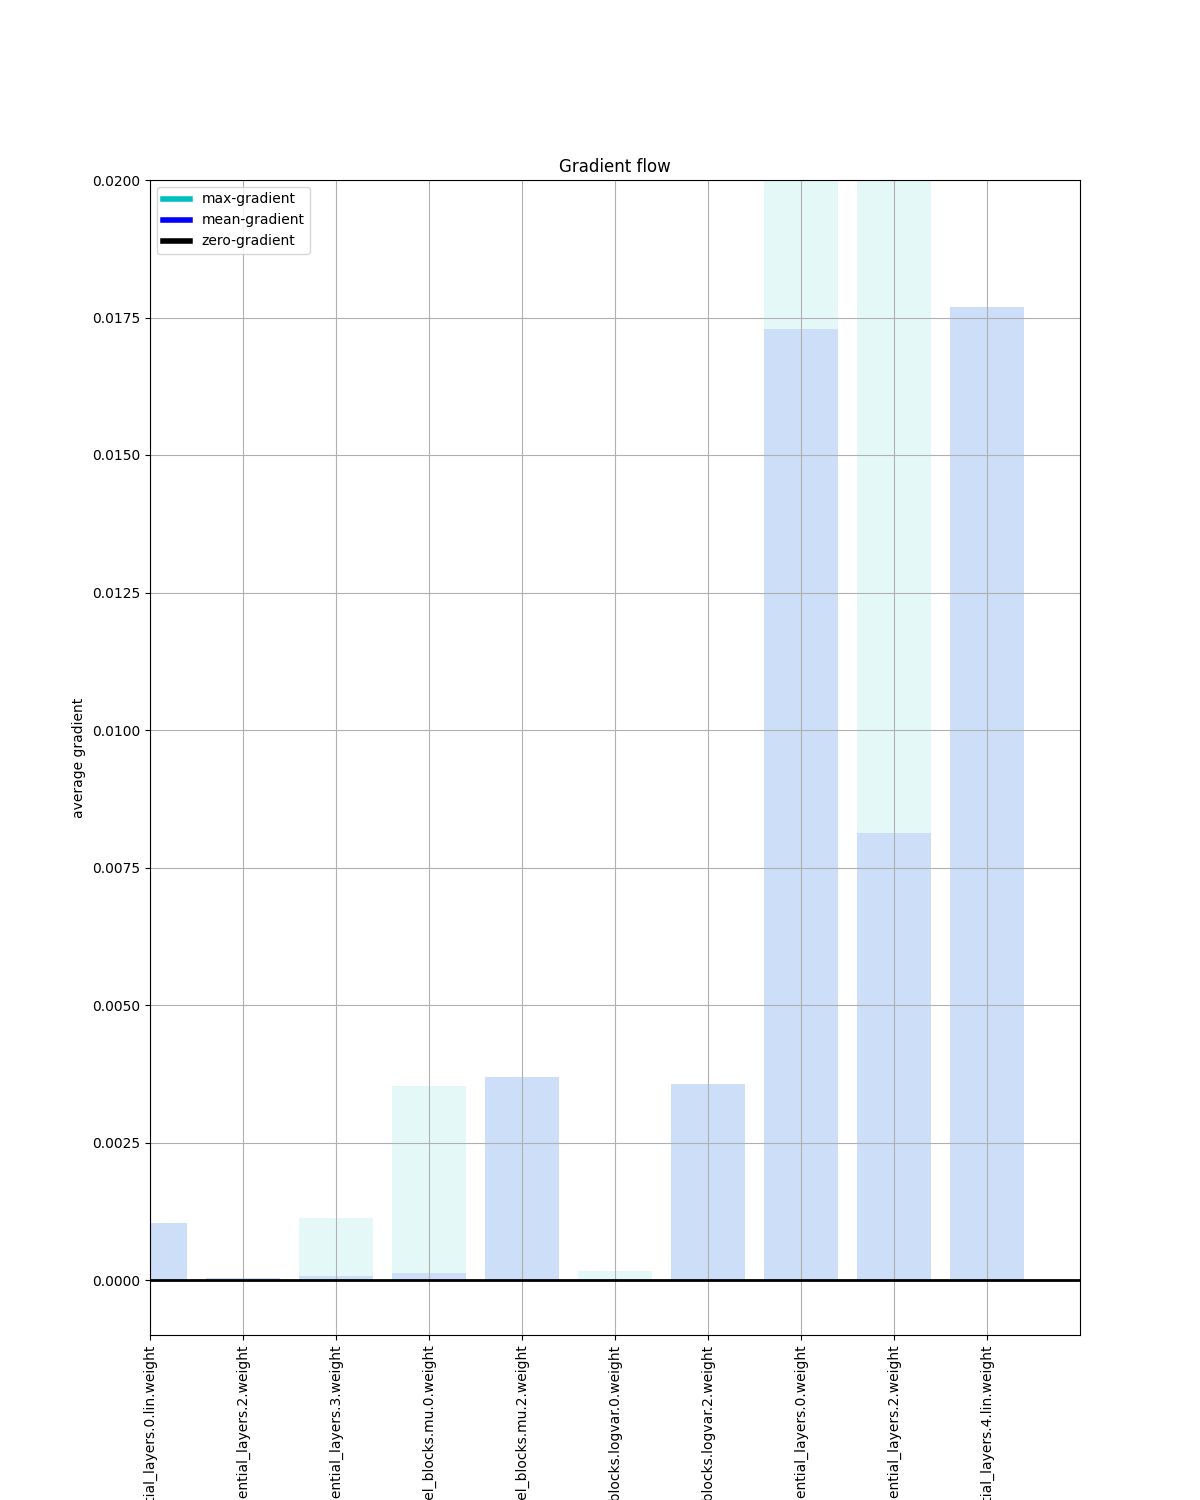 Gradient flow
max-gradient
mean-gradient
zero-gradient
0.0200
0.0175
0.0150
0.0125
0.0100
0.0075
0.0050
0.0025
0.0000
average gradient
tial_layers.0.lin.weight
ential_layers.2.weight
ential_layers.3.weight
el_blocks.mu.0.weight
el_blocks.mu.2.weight
blocks.logvar.0.weight
blocks.logvar.2.weight
ential_layers.0.weight
ential_layers.2.weight
tial_layers.4.lin.weight